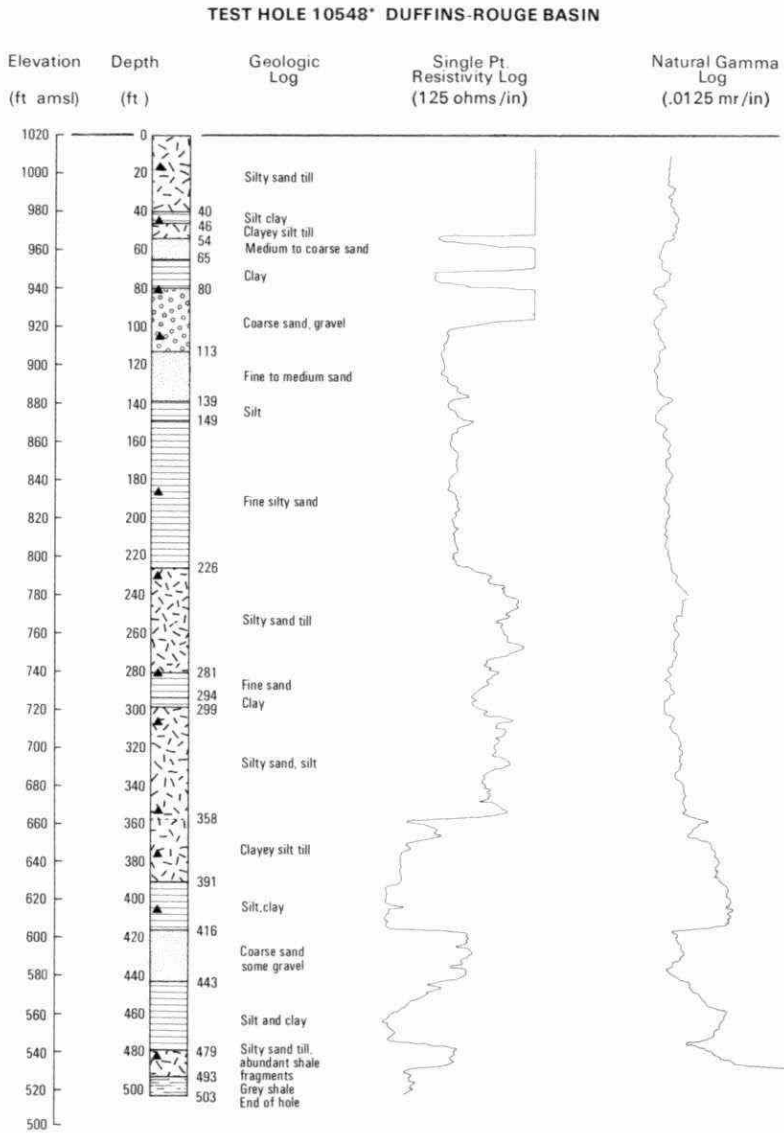 TEST HOLE 10548* DUFFINS-ROUGE BASIN
Elevation
(ft amsl)
Depth
(ft)
Geologic
Log
Single Pt.
Resistivity Log
(125 ohms/in)
Natural Gamma
Log
(.0125 mr/in)
1020
1000
980
960
940
920
900
880
860
840
820
800
780
760
740
720
700
680
660
640
620
600
580
560
540
520
500
0
20
40
60
80
100
120
140
160
180
200
220
240
260
280
300
320
340
360
380
400
420
440
460
480
500
40
46
54
65
80
113
139
149
226
281
294
299
358
391
416
443
479
493
503
Silty sand till
Silt clay
Clayey silt till
Medium to coarse sand
Clay
Coarse sand, gravel
Fine to medium sand
Silt
Fine silty sand
Silty sand till
Fine sand
Clay
Silty sand, silt
Clayey silt till
Silt,clay
Coarse sand
some gravel
Silt and clay
Silty sand till,
abundant shale
fragments
Grey shale
End of hole